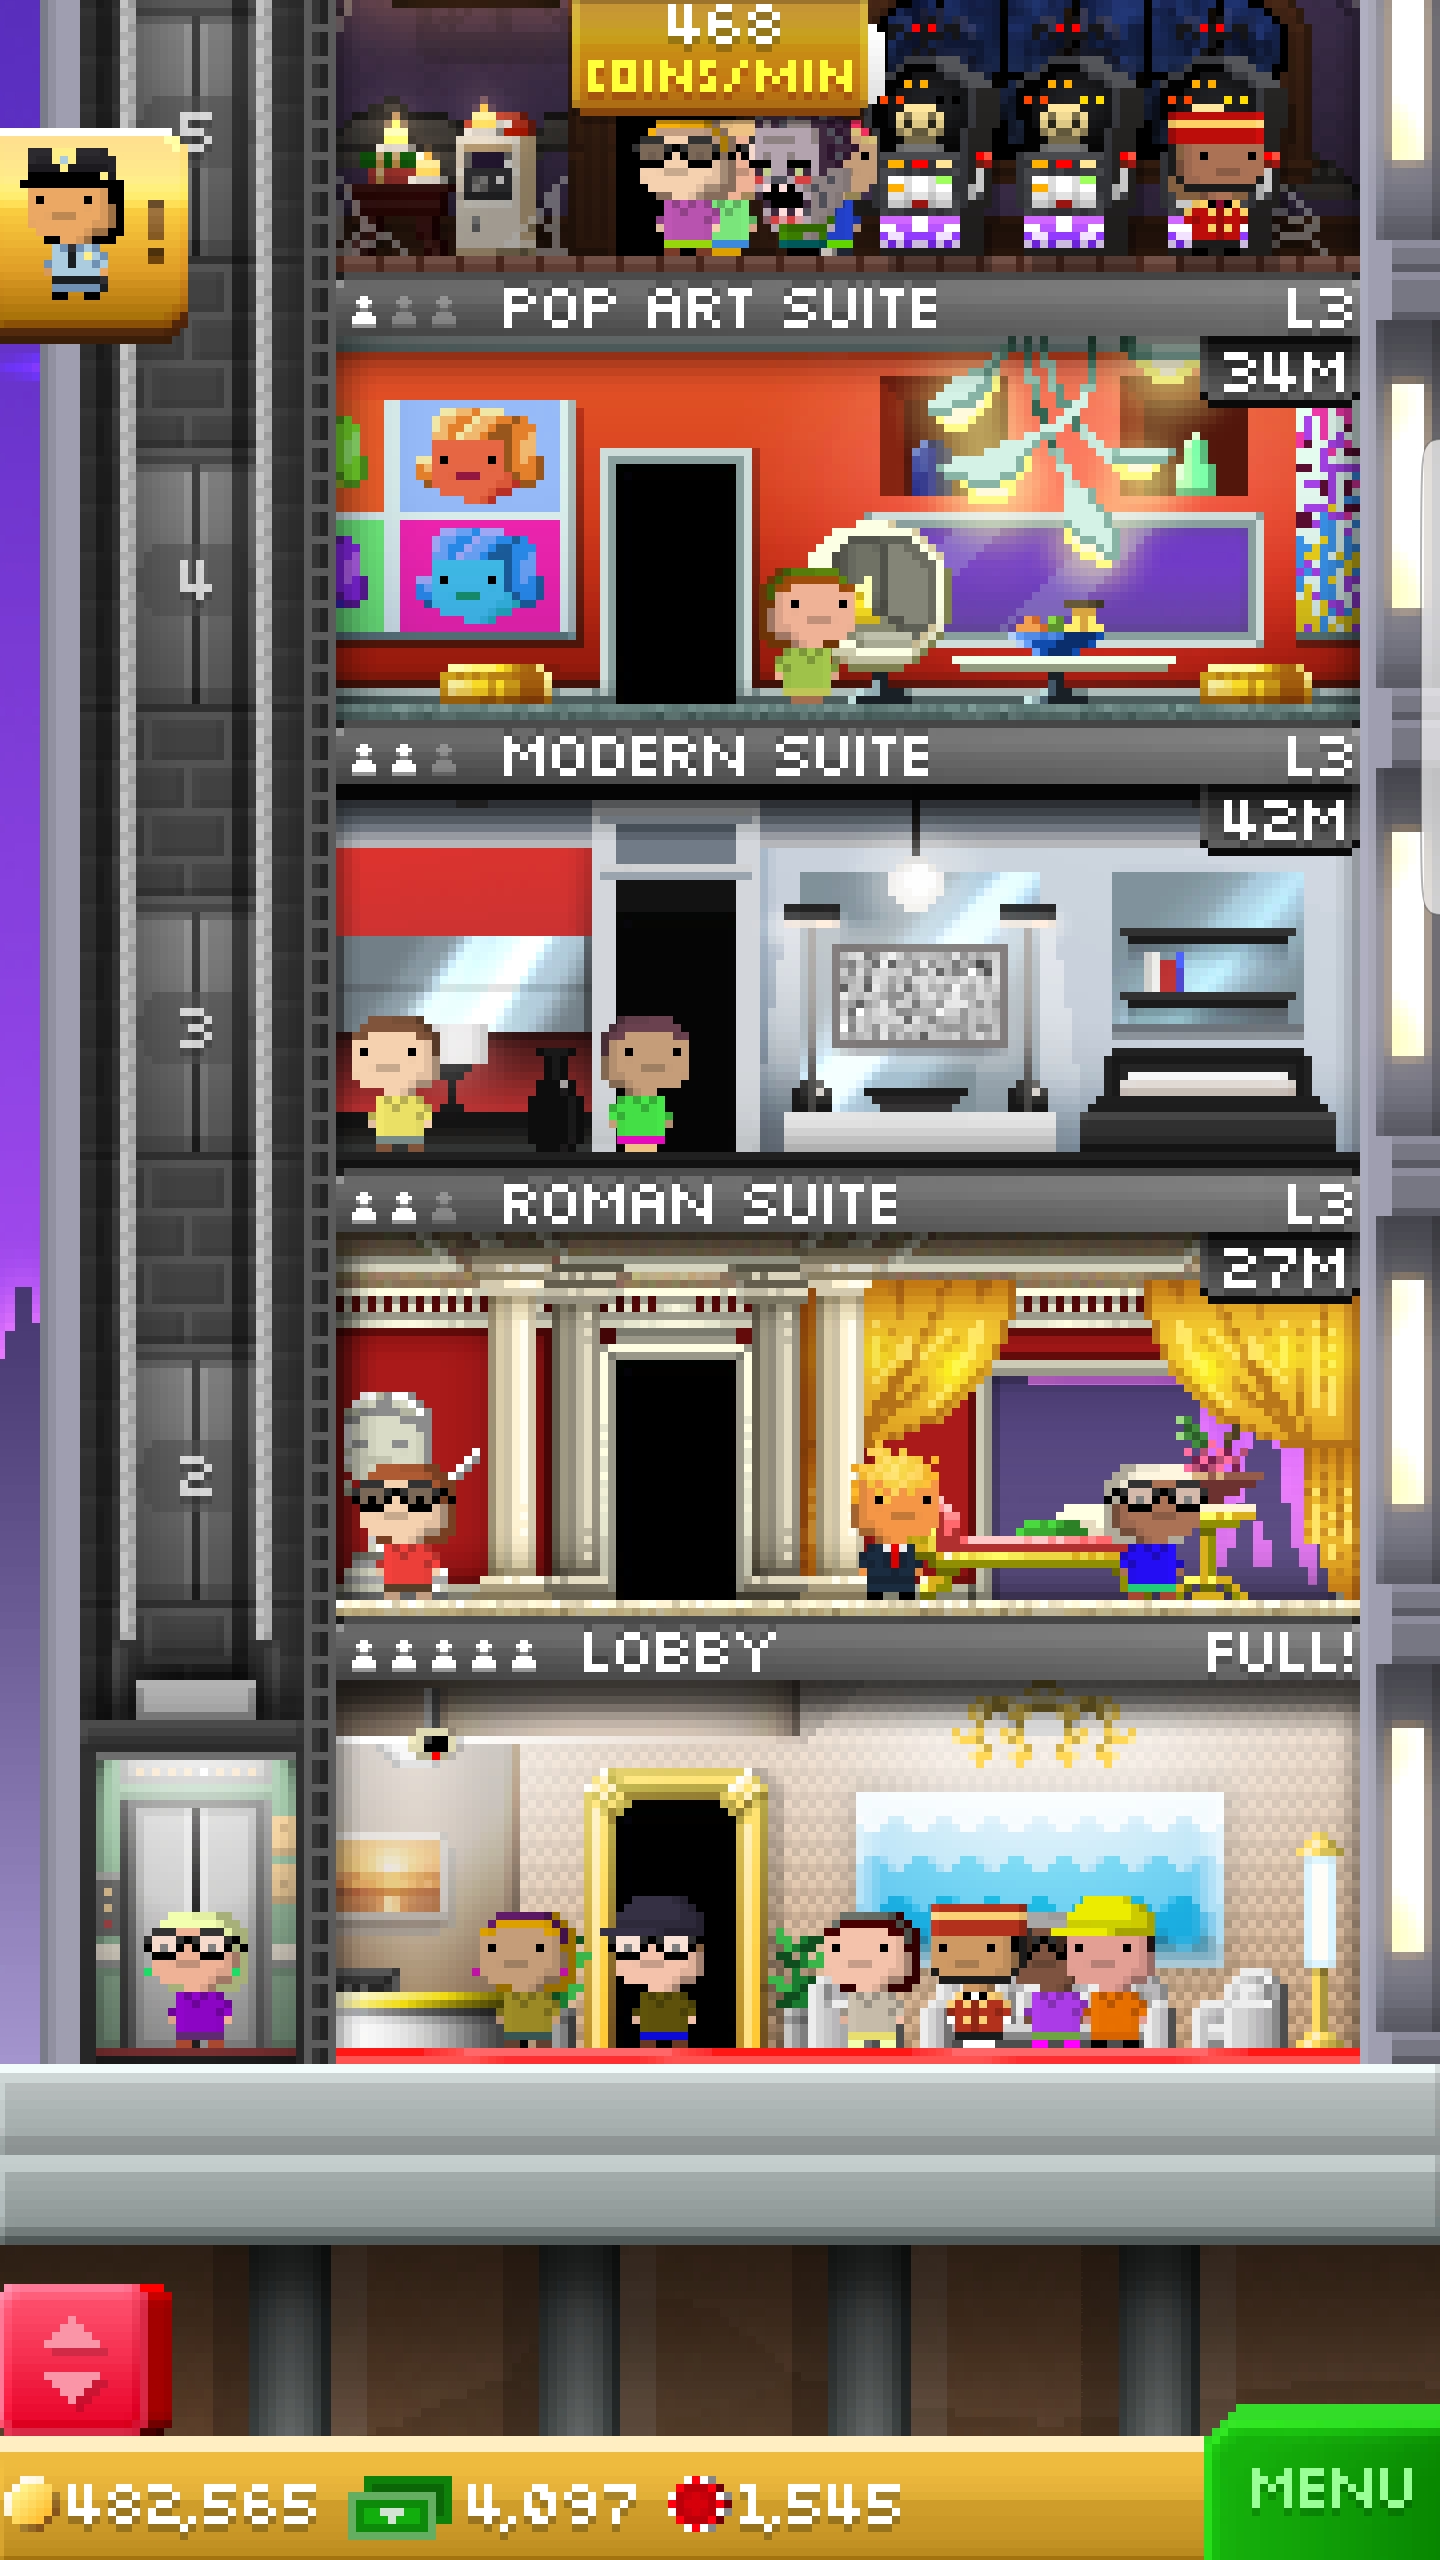 468
COINS/MIN
5
!
POP ART SUITE L3
34M
4
MODERN SUITE L3
42M
3
ROMAN SUITE L3
27M
2
LOBBY FULL!
482,565 4,097 1,545
MENU